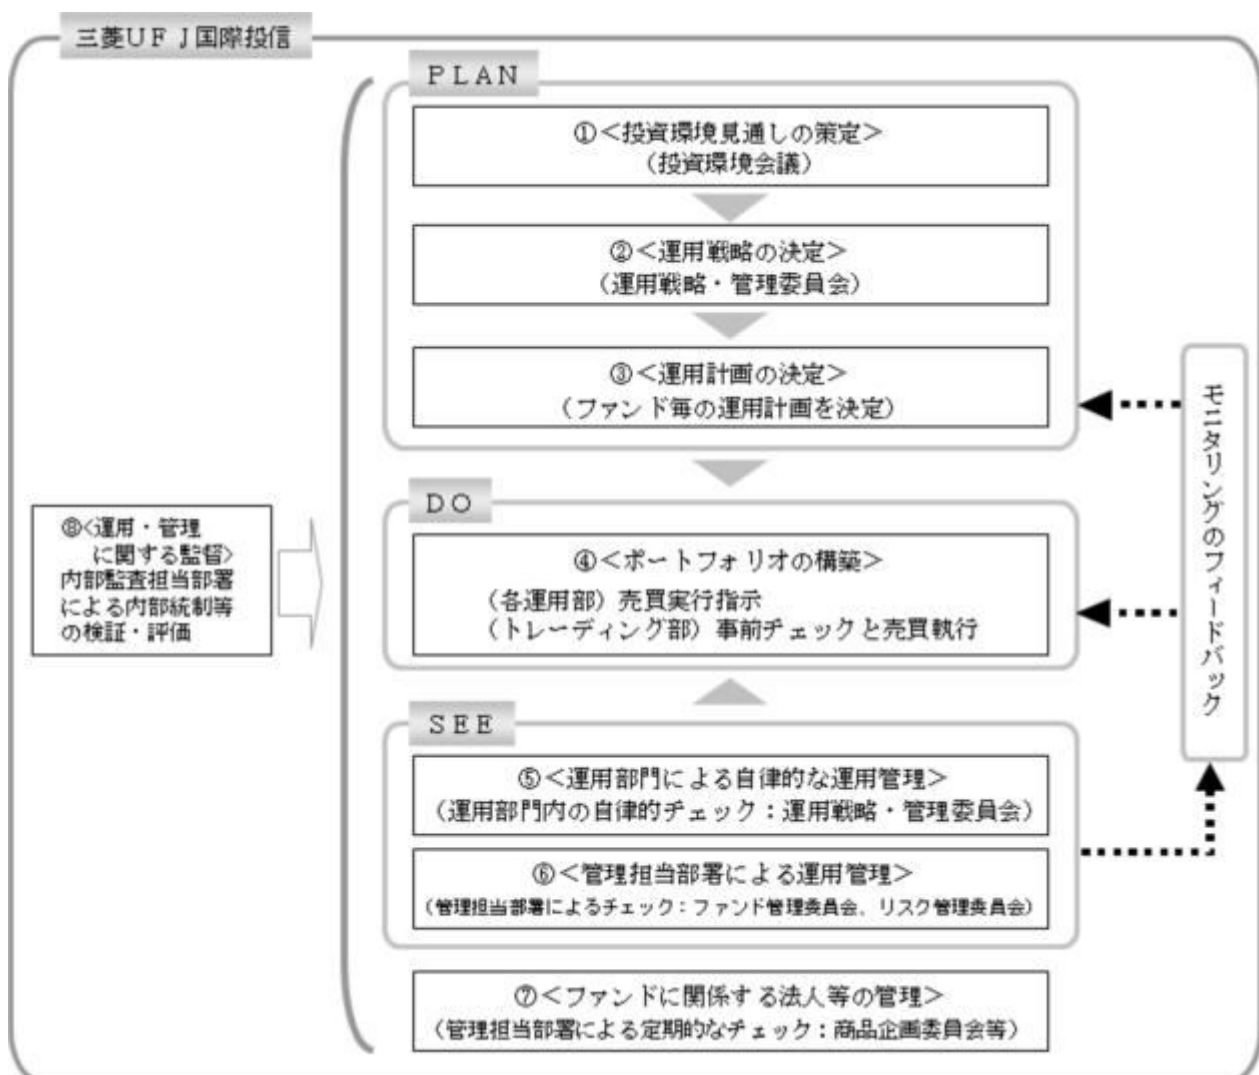 三菱ＵＦＪ国際投信
ＰＬＡＮ
①＜投資環境見通しの策定＞
（投資環境会議）
②＜運用戦略の決定＞
（運用戦略・管理委員会）
③＜運用計画の決定＞
（ファンド毎の運用計画を決定）
ＤＯ
④＜ポートフォリオの構築＞
（各運用部）売買実行指示
（トレーディング部）事前チェックと売買執行
ＳＥＥ
⑤＜運用部門による自律的な運用管理＞
（運用部門内の自律的チェック：運用戦略・管理委員会）
⑥＜管理担当部署による運用管理＞
（管理担当部署によるチェック：ファンド管理委員会、リスク管理委員会）
⑦＜ファンドに関係する法人等の管理＞
（管理担当部署による定期的なチェック：商品企画委員会等）
⑧＜運用・管理
に関する監督＞
内部監査担当部署
による内部統制等
の検証・評価
モニタリングのフィードバック